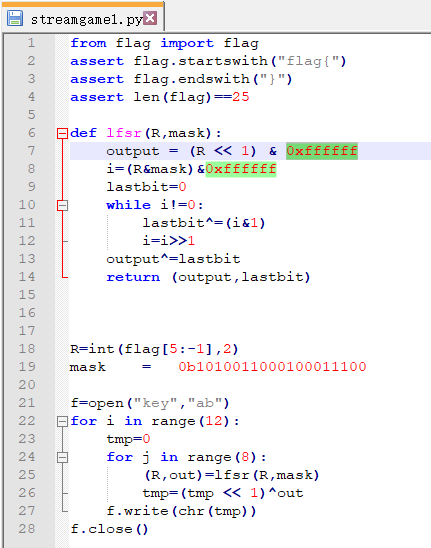 streamgame1.py
1 from flag import flag
2 assert flag.startswith("flag{")
3 assert flag.endswith("}")
4 assert len(flag)==25
5
6 def lfsr(R,mask):
7     output = (R << 1) & 0xffffff
8     i=(R&mask)&0xffffff
9     lastbit=0
10     while i!=0:
11         lastbit^=(i&1)
12         i=i>>1
13     output^=lastbit
14     return (output,lastbit)
15
16
17
18 R=int(flag[5:-1],2)
19 mask    =   0b1010011000100011100
20
21 f=open("key","ab")
22 for i in range(12):
23     tmp=0
24     for j in range(8):
25         (R,out)=lfsr(R,mask)
26         tmp=(tmp << 1)^out
27     f.write(chr(tmp))
28 f.close()